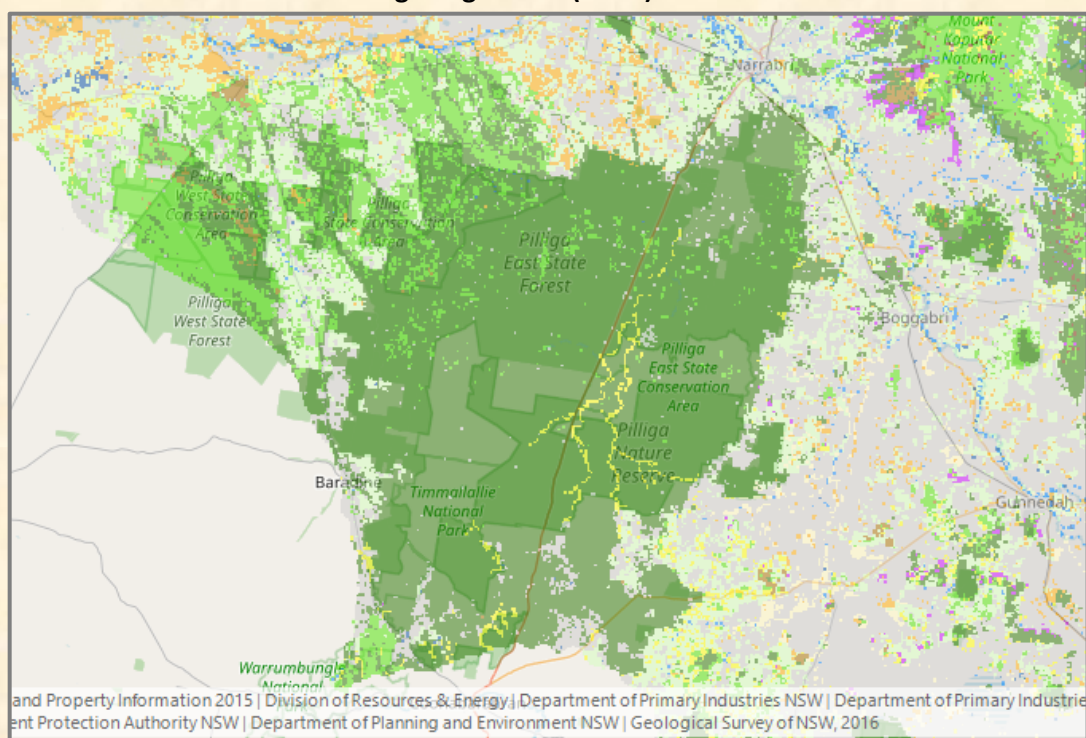 Mount
Kaputar
National
Park
Narrabri
Pilliga
West State
Conservation
Area
Pilliga
State Conservation
Area
Pilliga
East State
Forest
Pilliga
West State
Forest
Boggabri
Pilliga
East State
Conservation
Area
Pilliga
Nature
Reserve
Baradine
Timmallallie
National
Park
Gunnedah
Warrumbungle
National
and Property Information 2015 | Division of Resources & Energy | Department of Primary Industries NSW | Department of Primary Industrie
ent Protection Authority NSW | Department of Planning and Environment NSW | Geological Survey of NSW, 2016